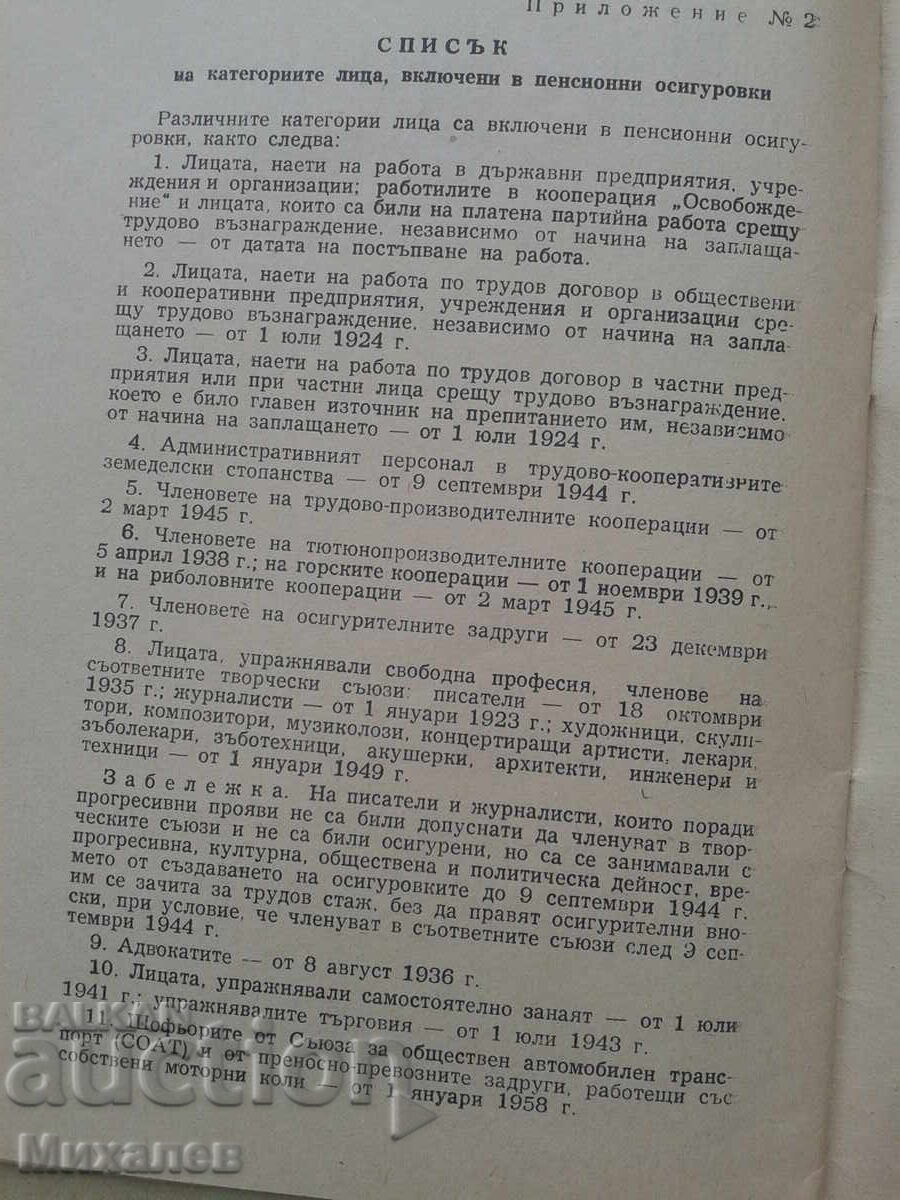 Приложение № 2
СПИСЪК
на категориите лица, включени в пенсионни осигуровки
Различните категории лица са включени в пенсионни осигу-
ровки, както следва:
1. Лицата, наети на работа в държавни предприятия, учре-
ждения и организации; работилите в кооперация „Освобожде-
ние“ и лицата, които са били на платена партийна работа срещу
трудово възнаграждение, независимо от начина на заплаща-
нето — от датата на постъпване на работа.
2. Лицата, наети на работа по трудов договор в обществени
и кооперативни предприятия, учреждения и организации сре-
щу трудово възнаграждение, независимо от начина на запла-
щането — от 1 юли 1924 г.
3. Лицата, наети на работа по трудов договор в частни пред-
приятия или при частни лица срещу трудово възнаграждение,
което е било главен източник на препитанието им, независимо
от начина на заплащането — от 1 юли 1924 г.
4. Административният персонал в трудово-кооперативните
земеделски стопанства — от 9 септември 1944 г.
5. Членовете на трудово-производителните кооперации — от
2 март 1945 г.
6. Членовете на тютюнопроизводителните кооперации — от
5 април 1938 г.; на горските кооперации — от 1 ноември 1939 г.,
и на риболовните кооперации — от 2 март 1945 г.
7. Членовете на осигурителните задруги — от 23 декември
1937 г.
8. Лицата, упражнявали свободна професия, членове на
съответните творчески съюзи: писатели — от 18 октомври
1935 г.; журналисти — от 1 януари 1923 г.; художници, скулп-
тори, композитори, музиколози, концертиращи артисти, лекари,
зъболекари, зъботехници, акушерки, архитекти, инженери и
техници — от 1 януари 1949 г.
Забележка. На писатели и журналисти, които поради
прогресивни прояви не са били допуснати да членуват в твор-
ческите съюзи и не са били осигурени, но са се занимавали с
прогресивна, културна, обществена и политическа дейност, вре-
мето от създаването на осигуровките до 9 септември 1944 г.
им се зачита за трудов стаж, без да правят осигурителни вно-
ски, при условие, че членуват в съответните съюзи след 9 сеп-
тември 1944 г.
9. Адвокатите — от 8 август 1936 г.
10. Лицата, упражнявали самостоятелно занаят — от 1 юли
1941 г.; упражнявалите търговия — от 1 юли 1943 г.
11. Шофьорите от Съюза за обществен автомобилен транс-
порт (СОАТ) и от преносно-превозните задруги, работещи със
собствени моторни коли — от 1 януари 1958 г.
BALKAN
auction
Михалев